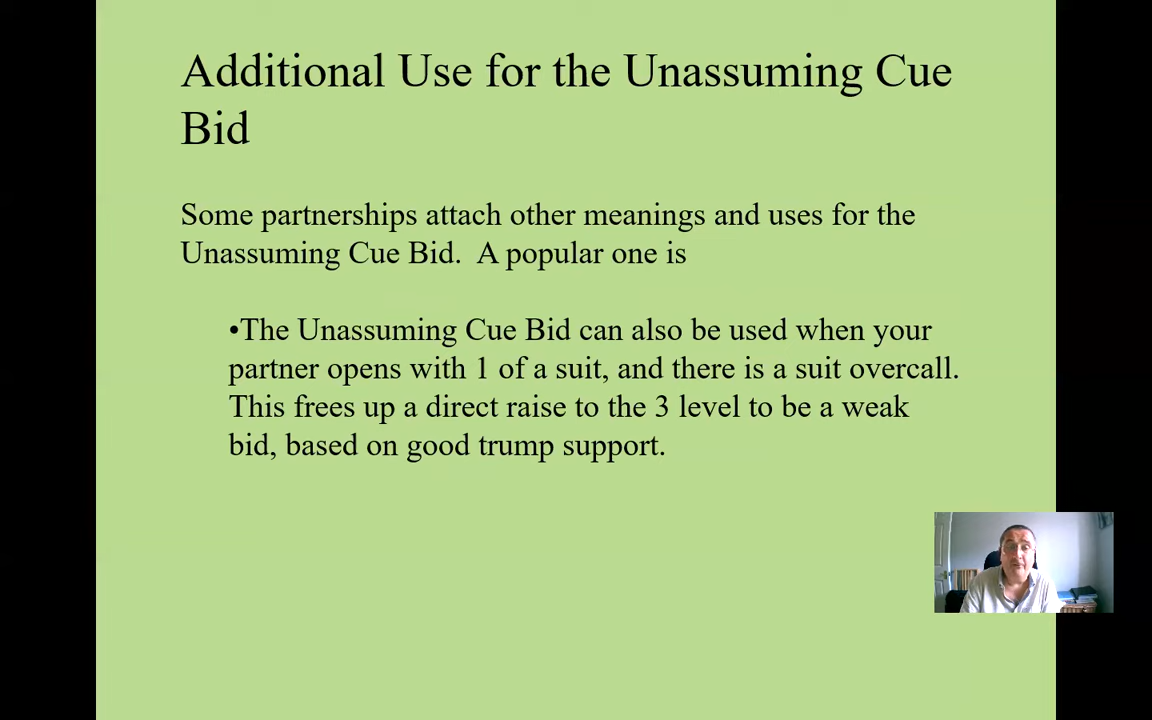 Additional Use for the Unassuming Cue
Bid
Some partnerships attach other meanings and uses for the
Unassuming Cue Bid.  A popular one is
•The Unassuming Cue Bid can also be used when your
partner opens with 1 of a suit, and there is a suit overcall.
This frees up a direct raise to the 3 level to be a weak
bid, based on good trump support.